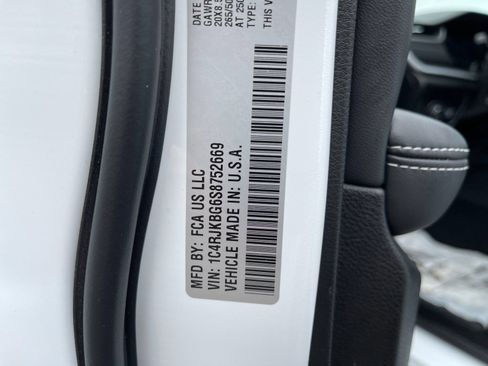 DATE
GAWR
20X8.5
265/50
AT 250
TYPE:
THIS V
MFD BY: FCA US LLC
VIN: 1C4RJKBG6S8752669
VEHICLE MADE IN: U.S.A.